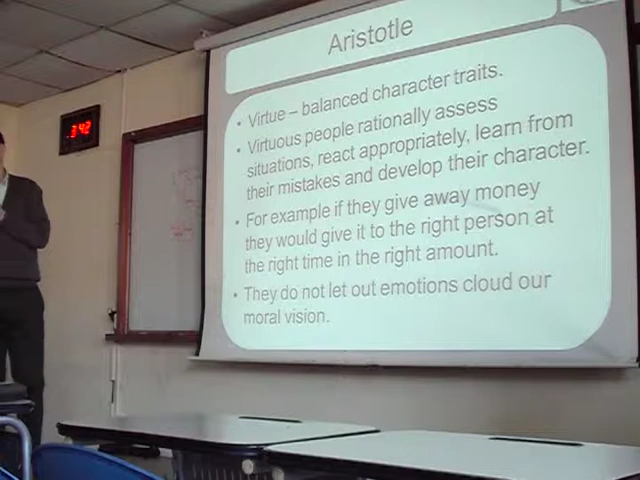 Aristotle
• Virtue – balanced character traits.
• Virtuous people rationally assess
situations, react appropriately, learn from
their mistakes and develop their character.
• For example if they give away money
they would give it to the right person at
the right time in the right amount.
• They do not let out emotions cloud our
moral vision.
3:42